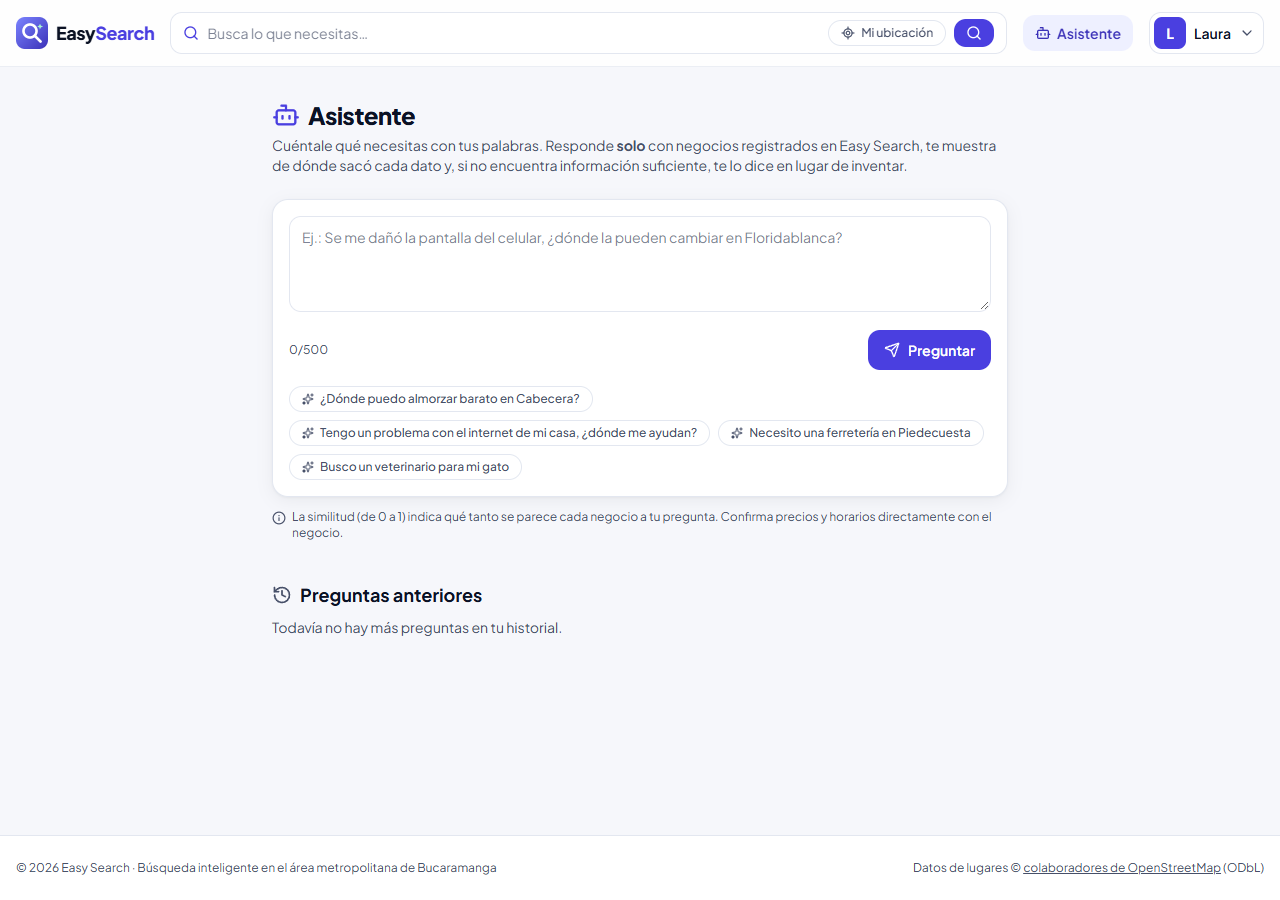 EasySearch
Busca lo que necesitas...
Mi ubicación
Asistente
L
Laura
Asistente
Cuéntale qué necesitas con tus palabras. Responde solo con negocios registrados en Easy Search, te muestra
de dónde sacó cada dato y, si no encuentra información suficiente, te lo dice en lugar de inventar.
Ej.: Se me dañó la pantalla del celular, ¿dónde la pueden cambiar en Floridablanca?
0/500
Preguntar
¿Dónde puedo almorzar barato en Cabecera?
Tengo un problema con el internet de mi casa, ¿dónde me ayudan?
Necesito una ferretería en Piedecuesta
Busco un veterinario para mi gato
La similitud (de 0 a 1) indica qué tanto se parece cada negocio a tu pregunta. Confirma precios y horarios directamente con el
negocio.
Preguntas anteriores
Todavía no hay más preguntas en tu historial.
© 2026 Easy Search · Búsqueda inteligente en el área metropolitana de Bucaramanga
Datos de lugares © colaboradores de OpenStreetMap (ODbL)